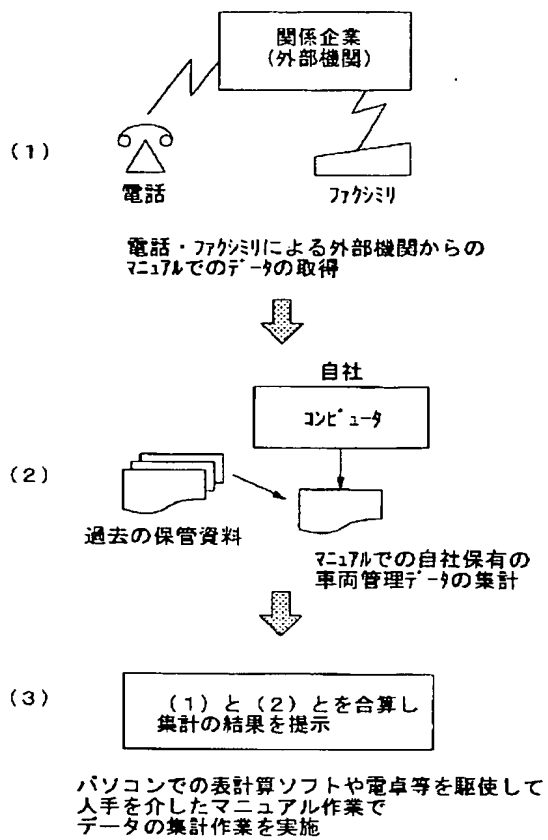 関係企業
(外部機関)
(1)
電話
ファクシミリ
電話・ファクシミリによる外部機関からの
マニュアルでのデータの取得
自社
コンピュータ
(2)
過去の保管資料
マニュアルでの自社保有の
車両管理データの集計
(3)
(1)と(2)とを合算し
集計の結果を提示
パソコンでの表計算ソフトや電卓等を駆使して
人手を介したマニュアル作業で
データの集計作業を実施